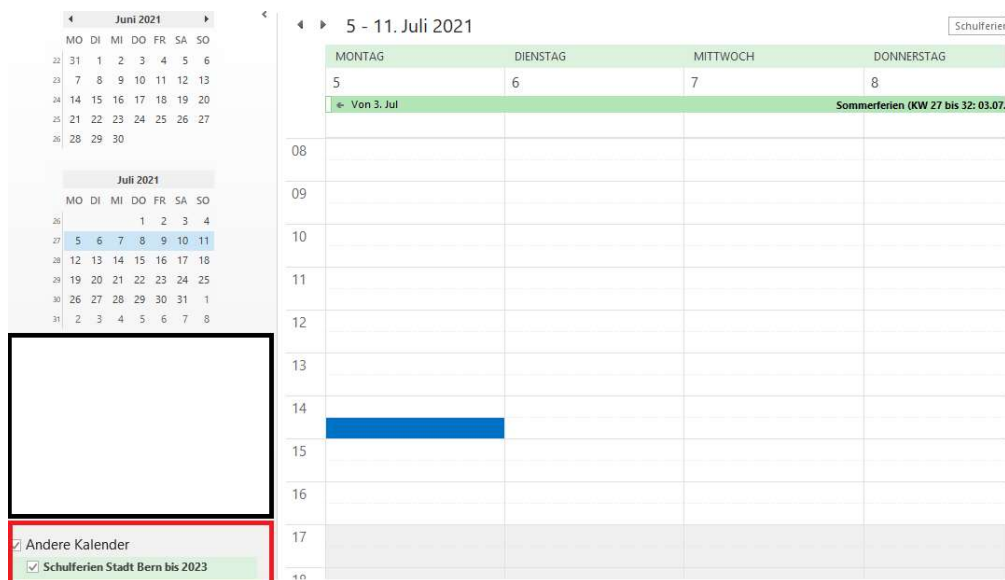 Juni 2021
MO DI MI DO FR SA SO
22 31 1 2 3 4 5 6
23 7 8 9 10 11 12 13
24 14 15 16 17 18 19 20
25 21 22 23 24 25 26 27
26 28 29 30
Juli 2021
MO DI MI DO FR SA SO
26 1 2 3 4
27 5 6 7 8 9 10 11
28 12 13 14 15 16 17 18
29 19 20 21 22 23 24 25
30 26 27 28 29 30 31 1
31 2 3 4 5 6 7 8
Andere Kalender
Schulferien Stadt Bern bis 2023
5 - 11. Juli 2021
Schulferien
MONTAG DIENSTAG MITTWOCH DONNERSTAG
5 6 7 8
← Von 3. Jul Sommerferien (KW 27 bis 32: 03.07.
08
09
10
11
12
13
14
15
16
17
18